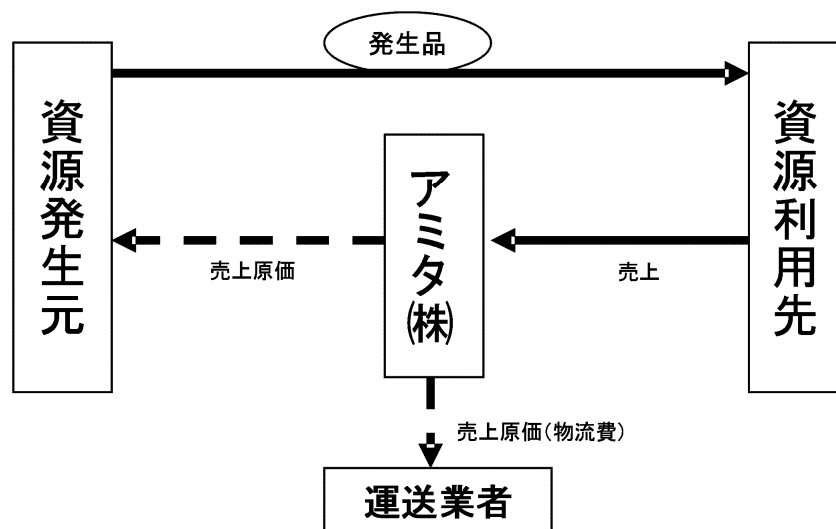 発生品
資源発生元
アミタ㈱
資源利用先
売上原価
売上
売上原価（物流費）
運送業者